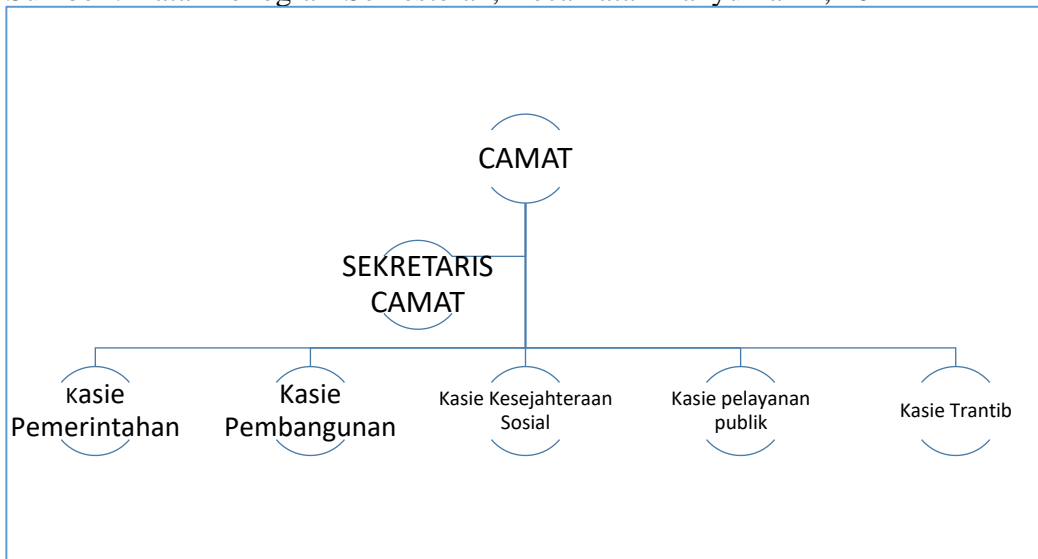 CAMAT
SEKRETARIS
CAMAT
Kasie
Pemerintahan
Kasie
Pembangunan
Kasie Kesejahteraan
Sosial
Kasie pelayanan
publik
Kasie Trantib